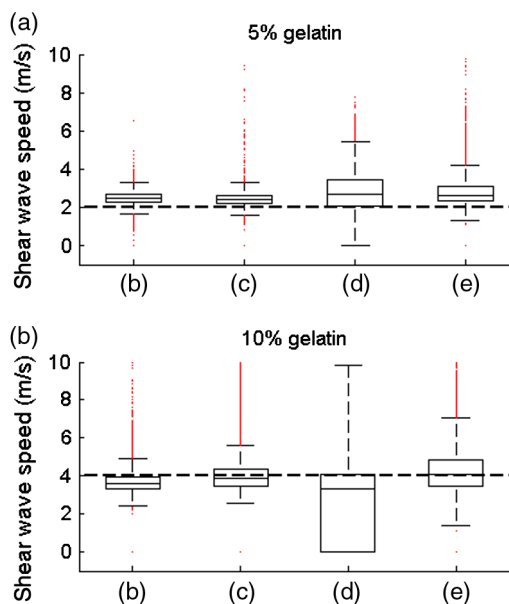 (a)
5% gelatin
Shear wave speed (m/s)
10
8
6
4
2
0
(b) (c) (d) (e)
(b)
10% gelatin
Shear wave speed (m/s)
10
8
6
4
2
0
(b) (c) (d) (e)